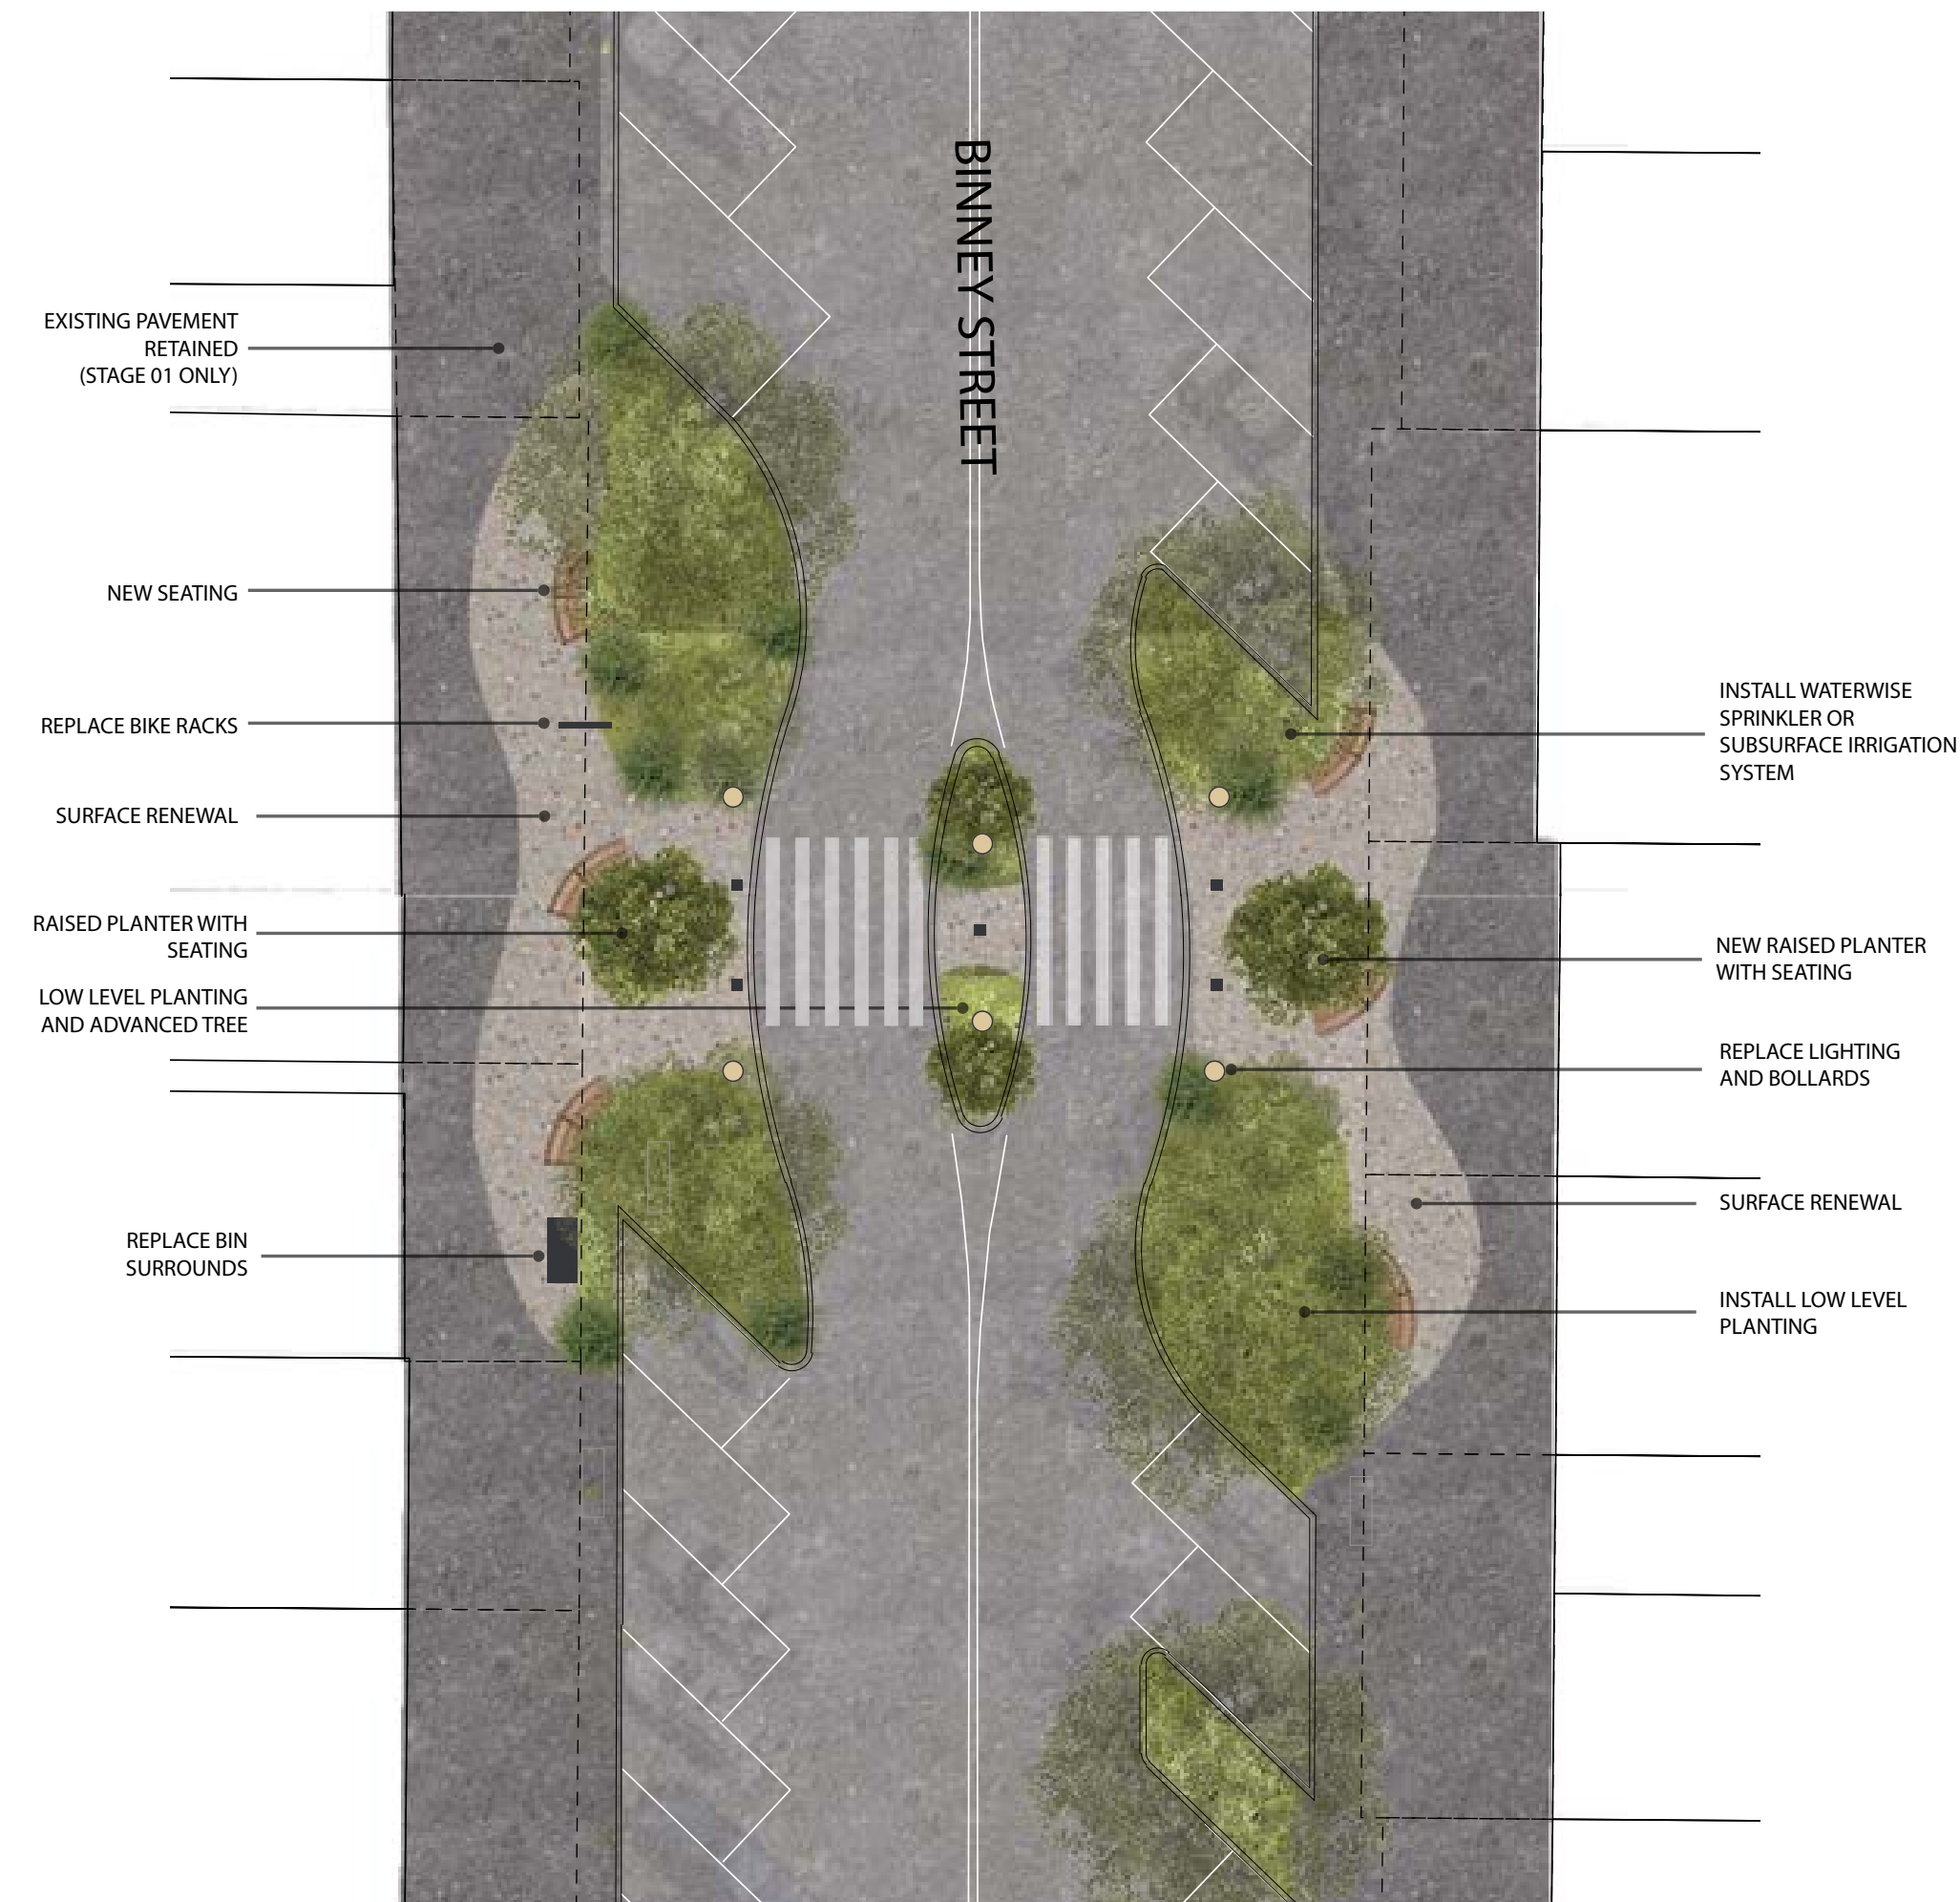 BINNEY STREET
EXISTING PAVEMENT
RETAINED
(STAGE 01 ONLY)
NEW SEATING
REPLACE BIKE RACKS
SURFACE RENEWAL
RAISED PLANTER WITH
SEATING
LOW LEVEL PLANTING
AND ADVANCED TREE
REPLACE BIN
SURROUNDS
INSTALL WATERWISE
SPRINKLER OR
SUBSURFACE IRRIGATION
SYSTEM
NEW RAISED PLANTER
WITH SEATING
REPLACE LIGHTING
AND BOLLARDS
SURFACE RENEWAL
INSTALL LOW LEVEL
PLANTING